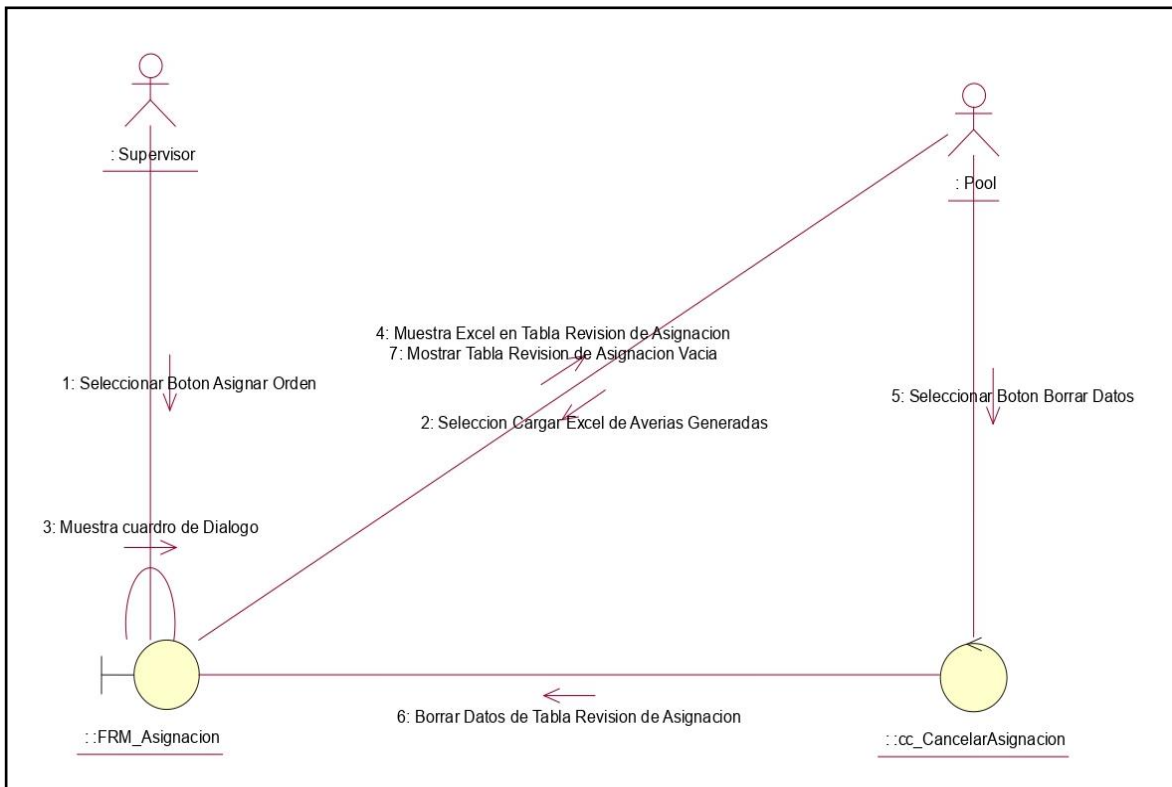 : Supervisor
: Pool
4: Muestra Excel en Tabla Revision de Asignacion
7: Mostrar Tabla Revision de Asignacion Vacia
1: Seleccionar Boton Asignar Orden
5: Seleccionar Boton Borrar Datos
2: Seleccion Cargar Excel de Averias Generadas
3: Muestra cuardro de Dialogo
6: Borrar Datos de Tabla Revision de Asignacion
: :FRM_Asignacion
: :cc_CancelarAsignacion